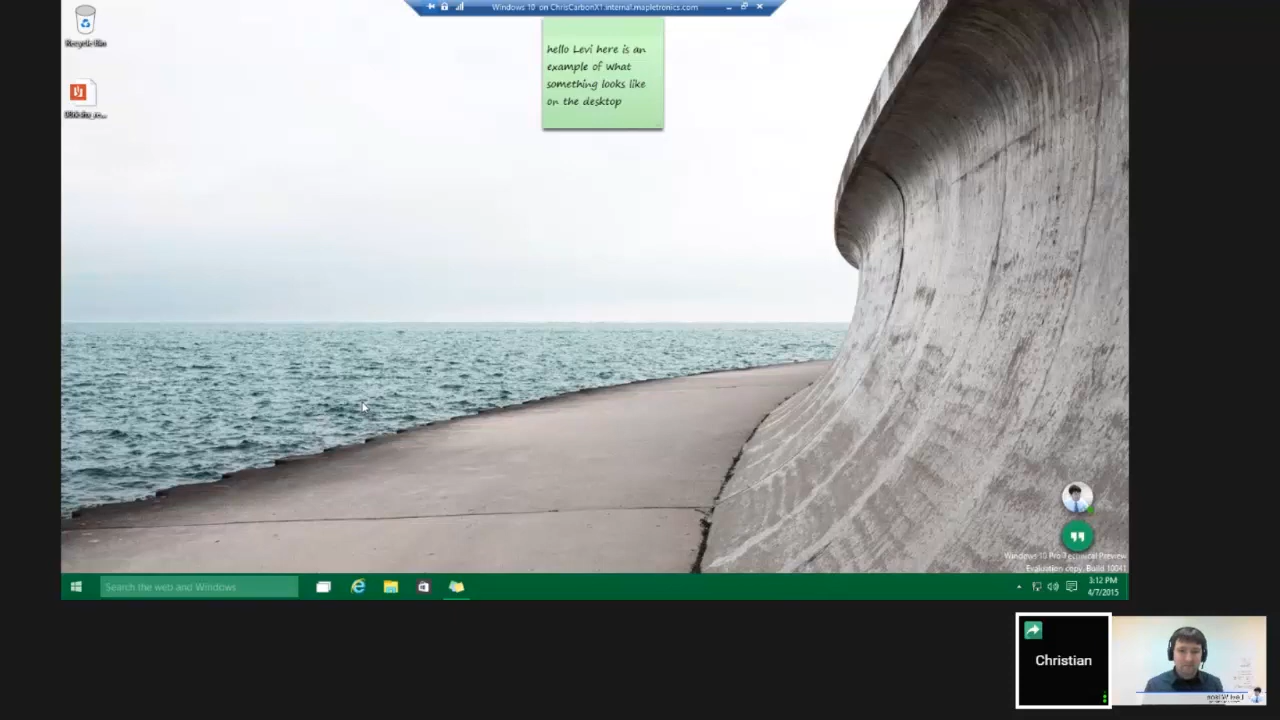 Windows 10 on ChrisCarbonX1.internal.mapletronics.com
Recycle Bin
hello Levi here is an
example of what
something looks like
on the desktop
Windows 10 Pro Technical Preview
Evaluation copy. Build 10041
Search the web and Windows
3:12 PM
4/7/2015
Christian